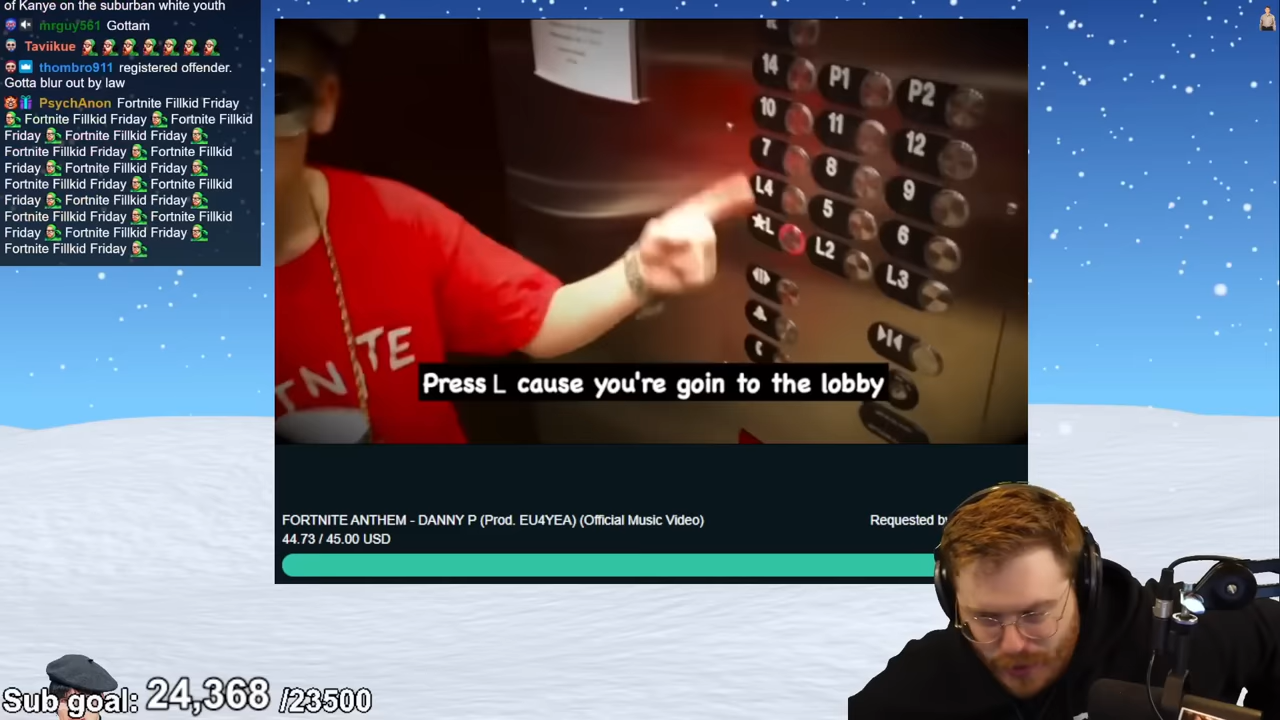 of Kanye on the suburban white youth
mrguy561 Gottam
Taviikue
thombro911 registered offender.
Gotta blur out by law
PsychAnon Fortnite Fillkid Friday
Fortnite Fillkid Friday Fortnite Fillkid
Friday Fortnite Fillkid Friday
Fortnite Fillkid Friday Fortnite Fillkid
Friday Fortnite Fillkid Friday
Fortnite Fillkid Friday Fortnite Fillkid
Friday Fortnite Fillkid Friday
Fortnite Fillkid Friday Fortnite Fillkid
Friday Fortnite Fillkid Friday
Fortnite Fillkid Friday
14 P1 P2
10 11 12
7 8 9
L4 5 6
★L L2 L3
TNITE
Press L cause you're goin to the lobby
FORTNITE ANTHEM - DANNY P (Prod. EU4YEA) (Official Music Video)
Requested by
44.73 / 45.00 USD
Sub goal: 24,368 /23500